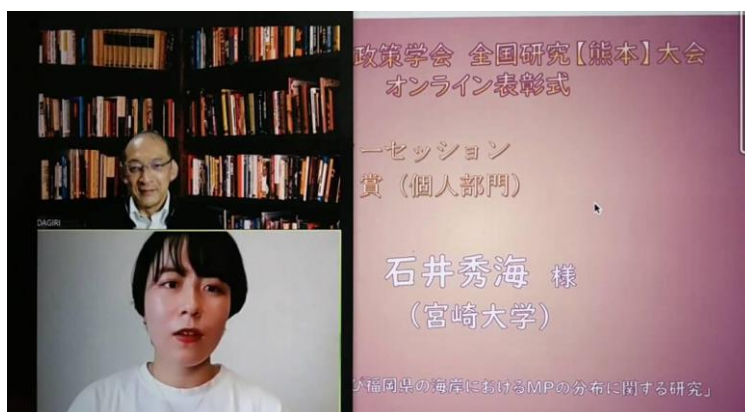 政策学会 全国研究【熊本】大会
オンライン表彰式
ーセッション
賞（個人部門）
石井秀海 様
（宮崎大学）
び福岡県の海岸におけるMPの分布に関する研究」
DAGIRI